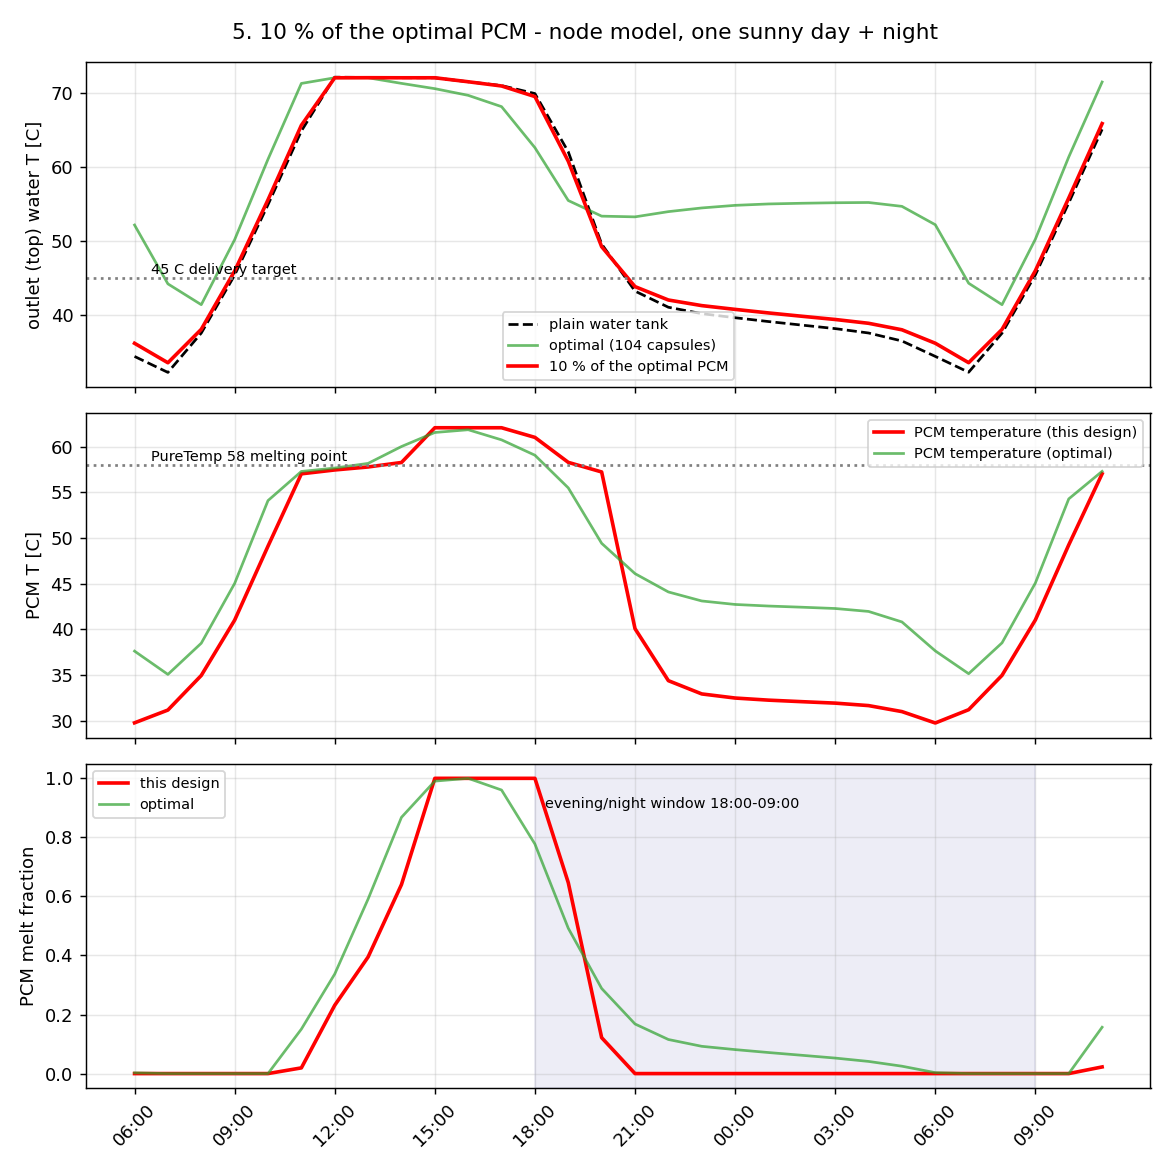 5. 10 % of the optimal PCM - node model, one sunny day + night
outlet (top) water T [C]
70
60
50
40
45 C delivery target
plain water tank
optimal (104 capsules)
10 % of the optimal PCM
PCM T [C]
60
55
50
45
40
35
30
PureTemp 58 melting point
PCM temperature (this design)
PCM temperature (optimal)
PCM melt fraction
1.0
0.8
0.6
0.4
0.2
0.0
this design
optimal
evening/night window 18:00-09:00
06:00
09:00
12:00
15:00
18:00
21:00
00:00
03:00
06:00
09:00